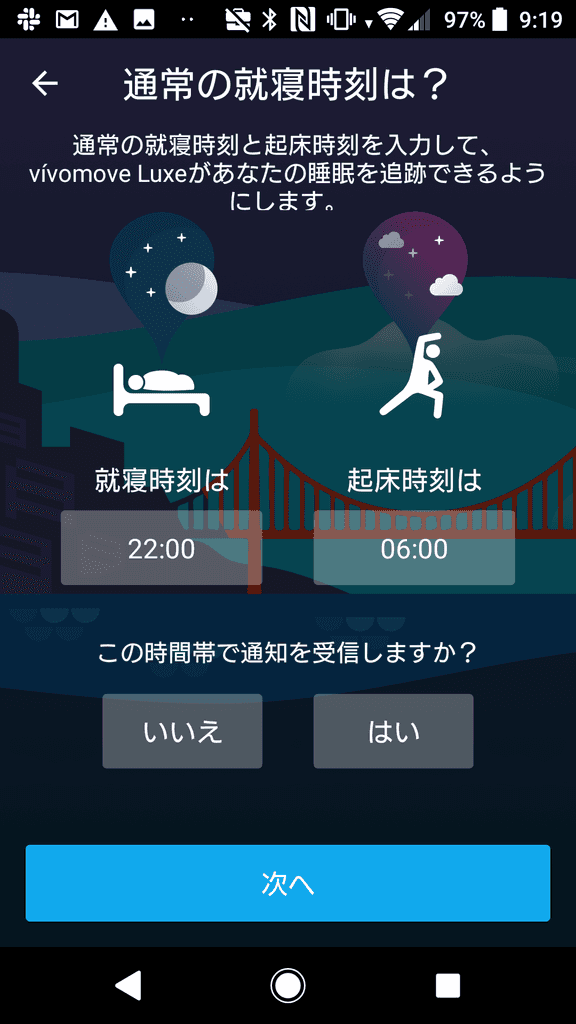 97% 9:19
通常の就寝時刻は？
通常の就寝時刻と起床時刻を入力して、
vívomove Luxeがあなたの睡眠を追跡できるよう
にします。
就寝時刻は 起床時刻は
22:00 06:00
この時間帯で通知を受信しますか？
いいえ はい
次へ